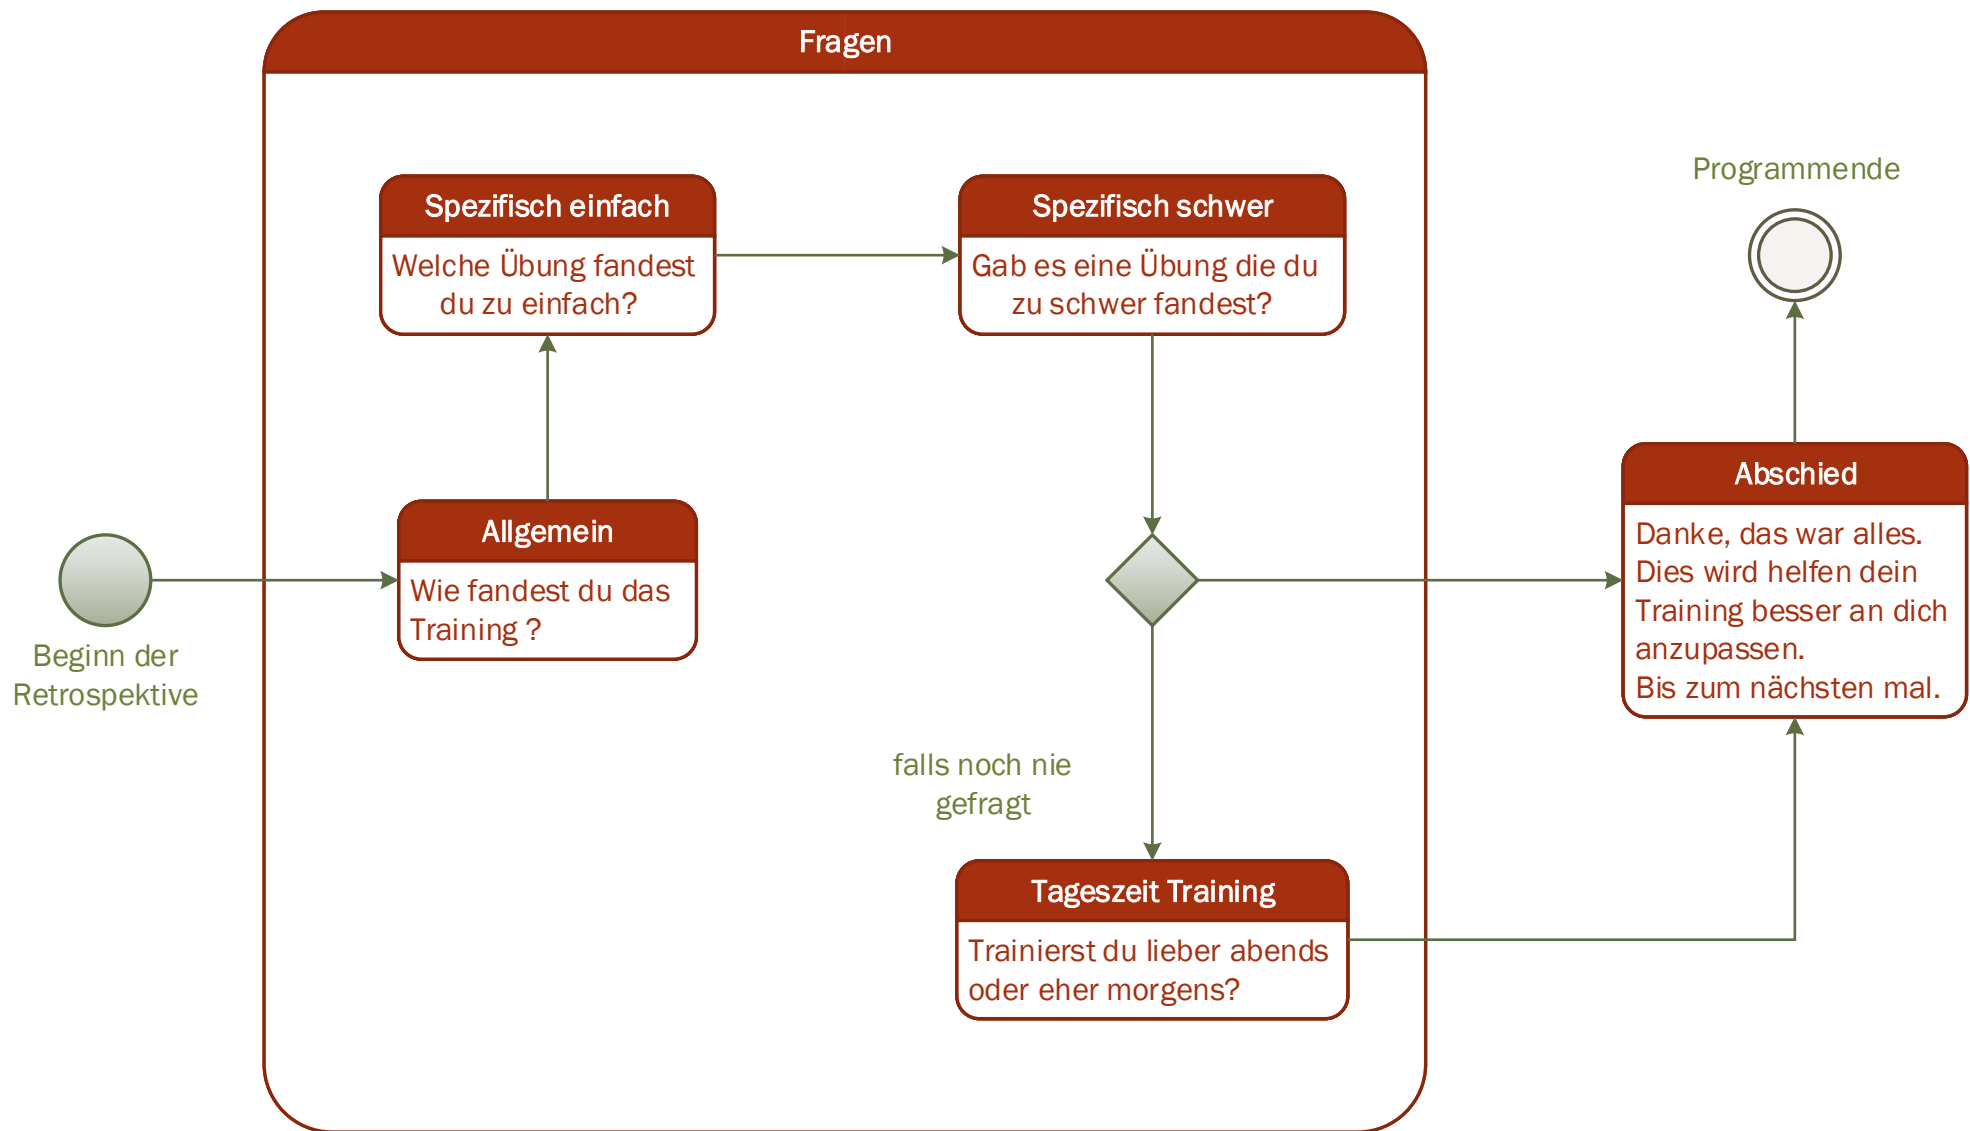 Fragen
Programmende
Spezifisch einfach
Welche Übung fandest
du zu einfach?
Spezifisch schwer
Gab es eine Übung die du
zu schwer fandest?
Allgemein
Wie fandest du das
Training ?
Beginn der
Retrospektive
Abschied
Danke, das war alles.
Dies wird helfen dein
Training besser an dich
anzupassen.
Bis zum nächsten mal.
falls noch nie
gefragt
Tageszeit Training
Trainierst du lieber abends
oder eher morgens?